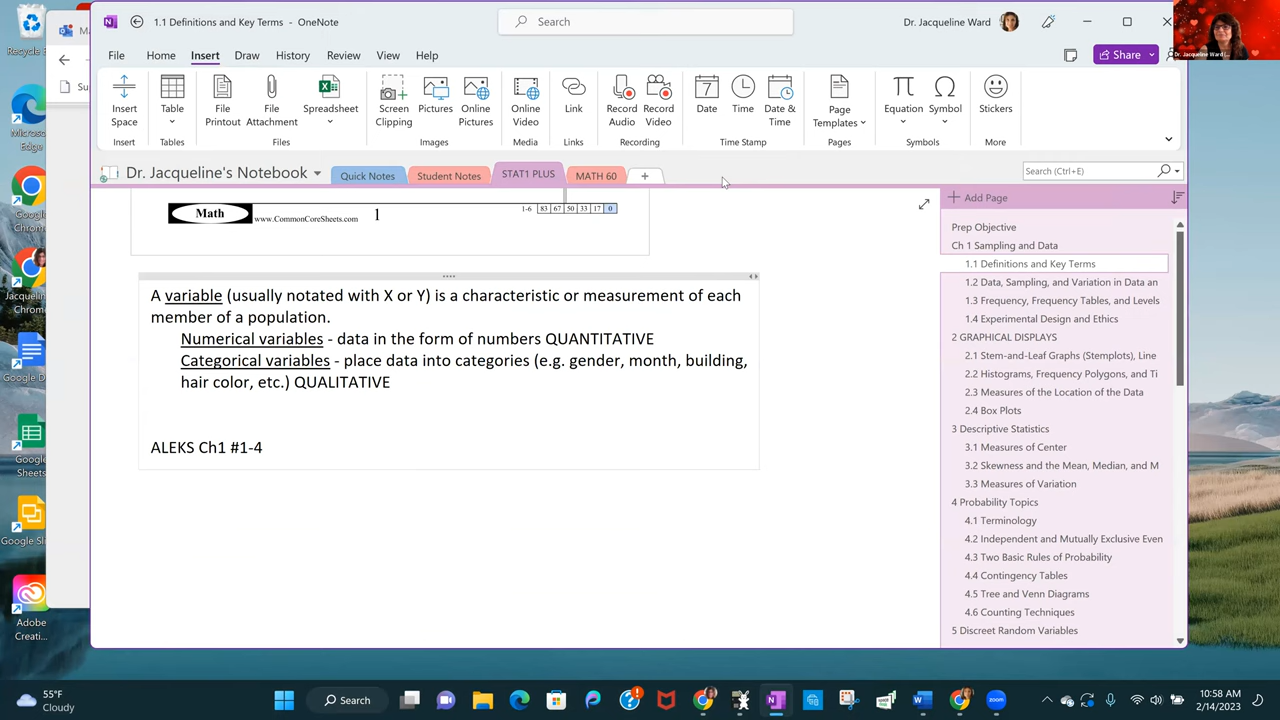 Recycle
Microsoft
Edge
Google
Chrome
Google
Google
Sheets
Adobe
Creati...
1.1 Definitions and Key Terms - OneNote
Search
Dr. Jacqueline Ward
Dr. Jacqueline Ward
File Home Insert Draw History Review View Help
Share
Insert
Space
Table
File
Printout
File
Attachment
Spreadsheet
Screen
Clipping
Pictures
Online
Pictures
Online
Video
Link
Record
Audio
Record
Video
7
Date
Time
Date &
Time
Page
Templates
π
Equation
Ω
Symbol
Stickers
Insert Tables Files Images Media Links Recording Time Stamp Pages Symbols More
Dr. Jacqueline's Notebook
Quick Notes
Student Notes
STAT1 PLUS
MATH 60
+
Search (Ctrl+E)
Math
www.CommonCoreSheets.com
1
1-6 83 67 50 33 17 0
A variable (usually notated with X or Y) is a characteristic or measurement of each
member of a population.
Numerical variables - data in the form of numbers QUANTITATIVE
Categorical variables - place data into categories (e.g. gender, month, building,
hair color, etc.) QUALITATIVE
ALEKS Ch1 #1-4
Add Page
Prep Objective
Ch 1 Sampling and Data
1.1 Definitions and Key Terms
1.2 Data, Sampling, and Variation in Data an
1.3 Frequency, Frequency Tables, and Levels
1.4 Experimental Design and Ethics
2 GRAPHICAL DISPLAYS
2.1 Stem-and-Leaf Graphs (Stemplots), Line
2.2 Histograms, Frequency Polygons, and Ti
2.3 Measures of the Location of the Data
2.4 Box Plots
3 Descriptive Statistics
3.1 Measures of Center
3.2 Skewness and the Mean, Median, and M
3.3 Measures of Variation
4 Probability Topics
4.1 Terminology
4.2 Independent and Mutually Exclusive Even
4.3 Two Basic Rules of Probability
4.4 Contingency Tables
4.5 Tree and Venn Diagrams
4.6 Counting Techniques
5 Discreet Random Variables
55°F
Cloudy
Search
zoom
10:58 AM
2/14/2023